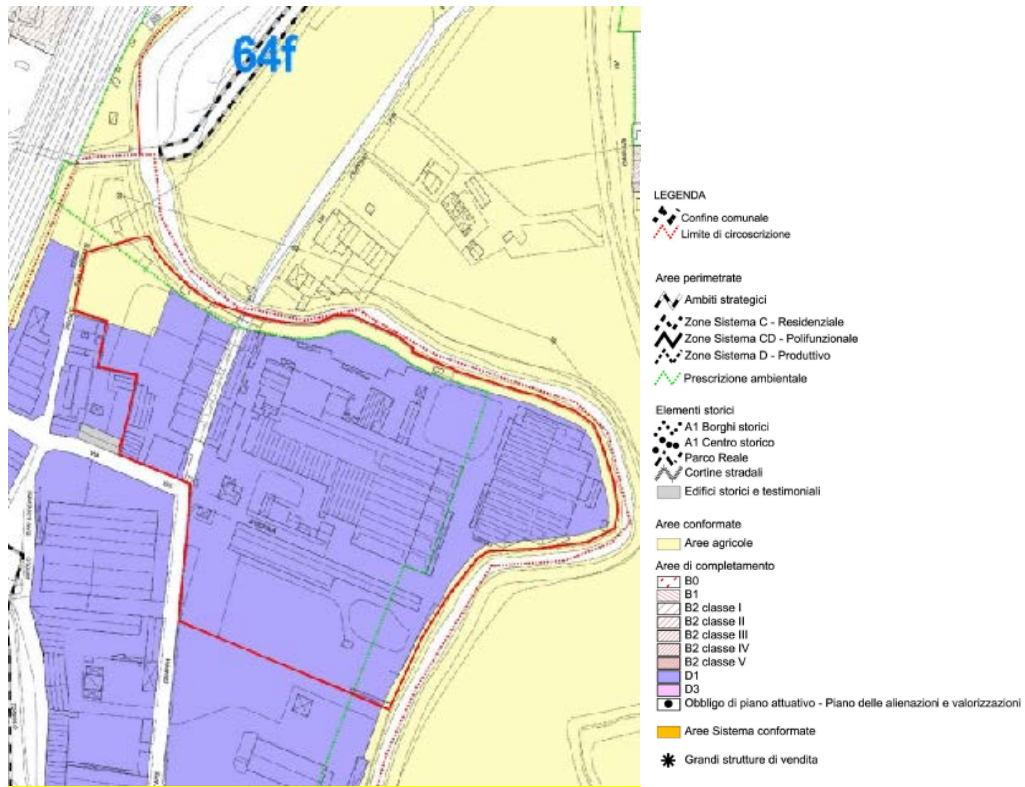 64f
VIA
LEGENDA
Confine comunale
Limite di circoscrizione
Aree perimetrate
Ambiti strategici
Zone Sistema C - Residenziale
Zone Sistema CD - Polifunzionale
Zone Sistema D - Produttivo
Prescrizione ambientale
Elementi storici
A1 Borghi storici
A1 Centro storico
Parco Reale
Cortine stradali
Edifici storici e testimoniali
Aree conformate
Aree agricole
Aree di completamento
B0
B1
B2 classe I
B2 classe II
B2 classe III
B2 classe IV
B2 classe V
D1
D3
Obbligo di piano attuativo - Piano delle alienazioni e valorizzazioni
Aree Sistema conformate
Grandi strutture di vendita